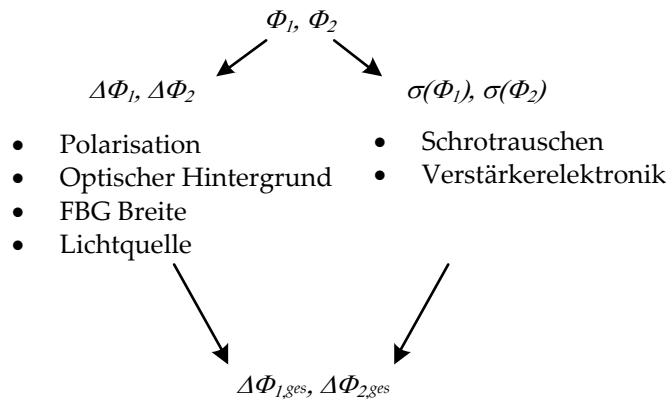 Φ1, Φ2
ΔΦ1, ΔΦ2
• Polarisation
• Optischer Hintergrund
• FBG Breite
• Lichtquelle
σ(Φ1), σ(Φ2)
• Schrotrauschen
• Verstärkerelektronik
ΔΦ1,ges, ΔΦ2,ges